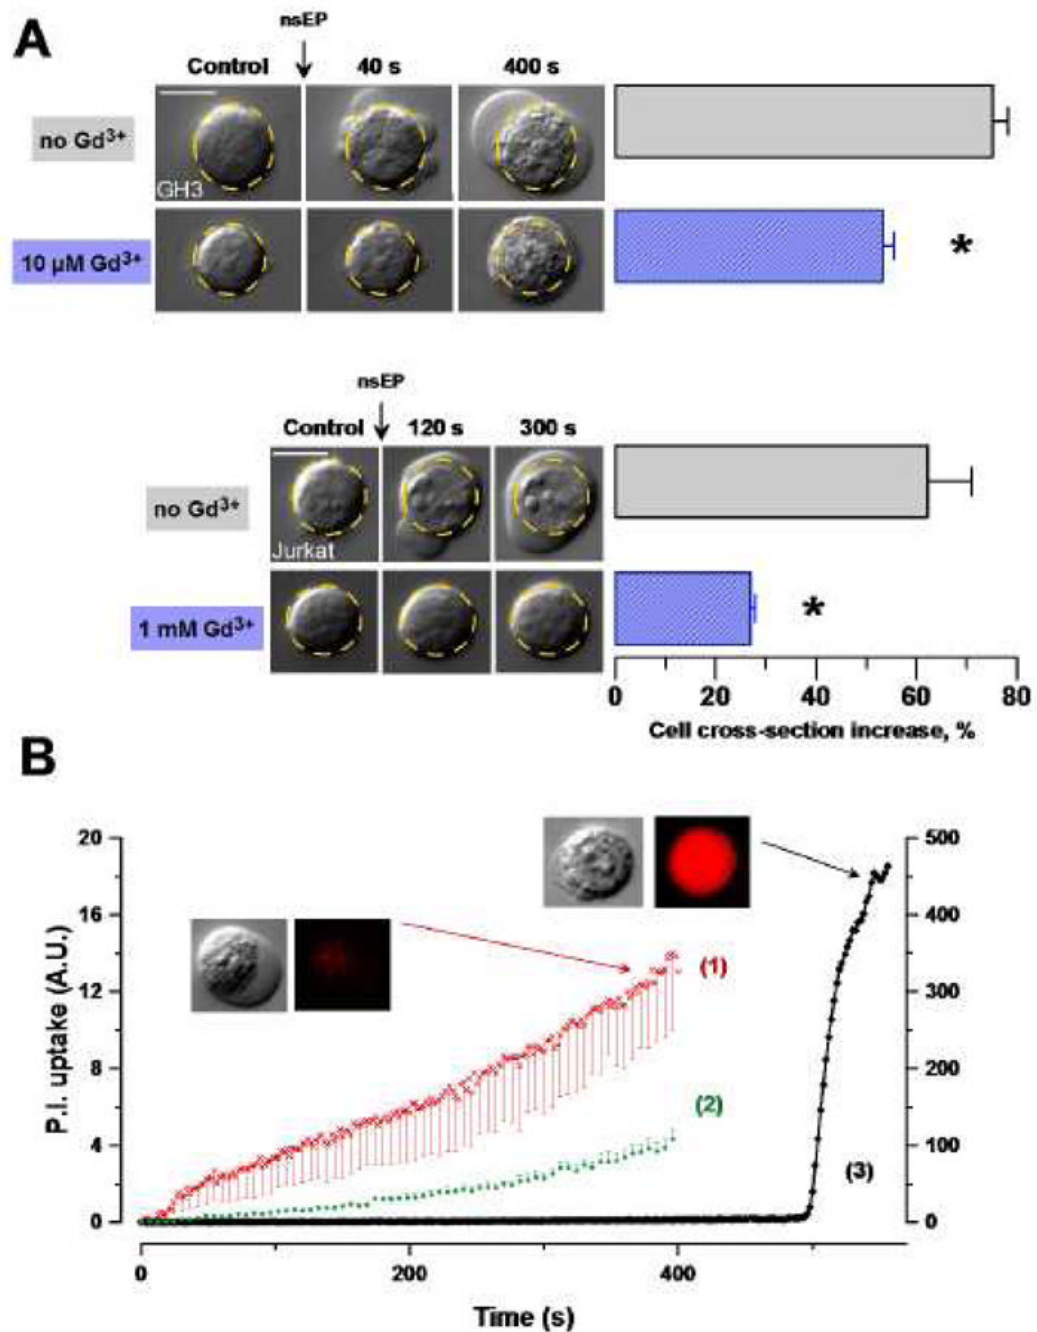 A
nsEP
Control 40 s 400 s
no Gd3+
GH3
10 µM Gd3+
*
nsEP
Control 120 s 300 s
no Gd3+
Jurkat
1 mM Gd3+
*
0 20 40 60 80
Cell cross-section increase, %
B
20
16
12
8
4
0
P.I. uptake (A.U.)
(1)
(2)
(3)
500
400
300
200
100
0
0 200 400
Time (s)